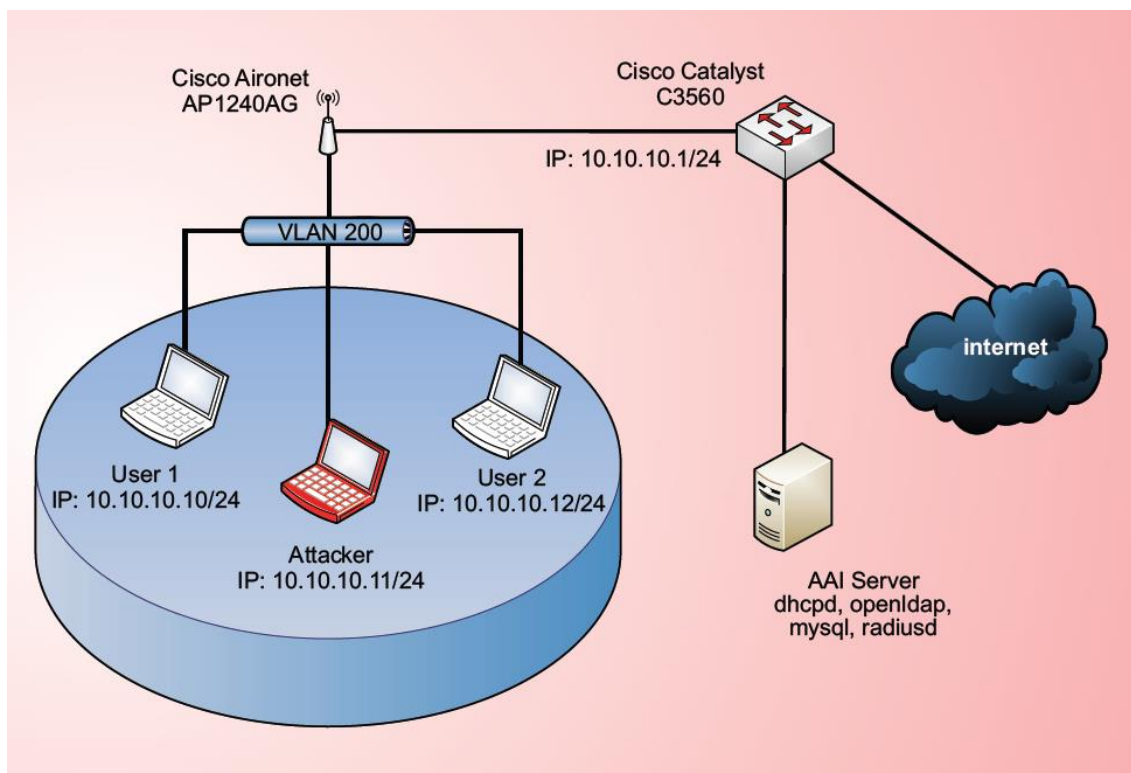 Cisco Aironet
AP1240AG
Cisco Catalyst
C3560
IP: 10.10.10.1/24
VLAN 200
internet
User 1
IP: 10.10.10.10/24
User 2
IP: 10.10.10.12/24
Attacker
IP: 10.10.10.11/24
AAI Server
dhcpd, openldap,
mysql, radiusd